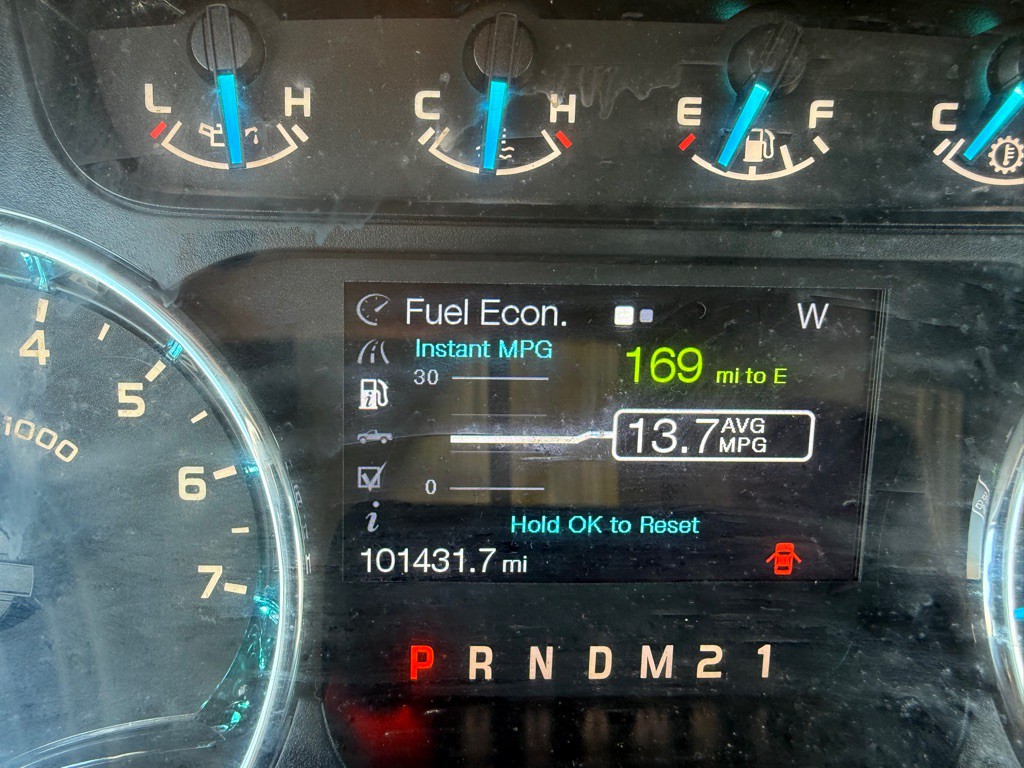 L H
C H
E F
C
Fuel Econ.
W
Instant MPG
30
169 mi to E
13.7 AVG MPG
0
Hold OK to Reset
101431.7 mi
4
5
1000
6
7
P R N D M 2 1